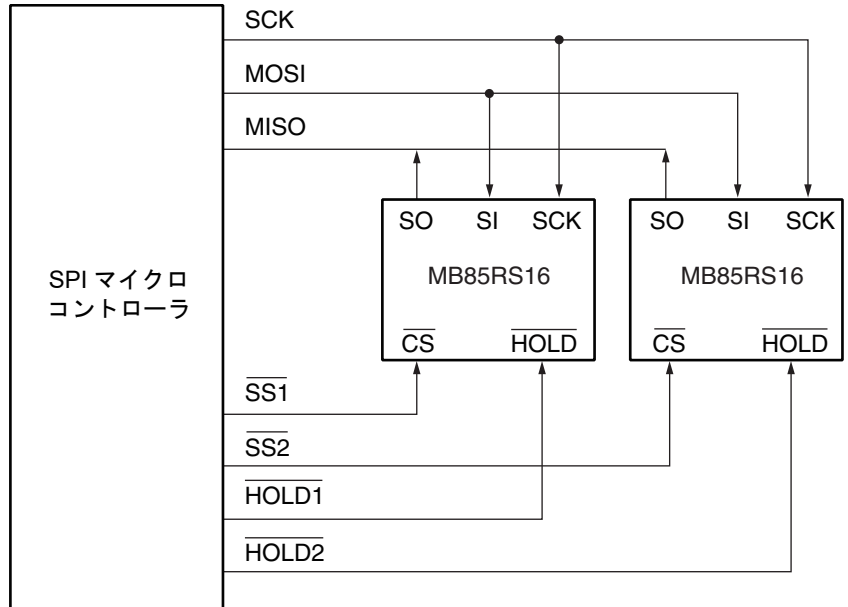 SCK
MOSI
MISO
SO SI SCK
MB85RS16
CS HOLD
SO SI SCK
MB85RS16
CS HOLD
SPI マイクロ
コントローラ
SS1
SS2
HOLD1
HOLD2